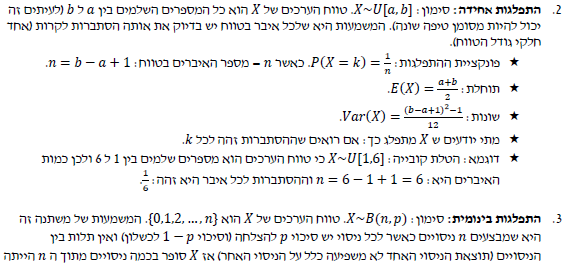 2. התפלגות אחידה: סימון: X~U[a, b]. טווח הערכים של X הוא כל המספרים השלמים בין a ל b (לעיתים זה
יכול להיות מסומן טיפה שונה). המשמעות היא שלכל איבר בטווח יש בדיוק את אותה הסתברות לקרות (אחד
חלקי גודל הטווח).
★ פונקציית ההתפלגות: P(X = k) = 1/n. כאשר n – מספר האיברים בטווח: n = b − a + 1.
★ תוחלת: E(X) = (a+b)/2.
★ שונות: Var(X) = ((b−a+1)²−1)/12.
★ מתי יודעים ש X מתפלג כך: אם רואים שההסתברות זהה לכל k.
★ דוגמא: הטלת קובייה: X~U[1,6] כי טווח הערכים הוא מספרים שלמים בין 1 ל 6 ולכן כמות
האיברים היא: n = 6 − 1 + 1 = 6 וההסתברות לכל איבר היא זהה: 1/6.
3. התפלגות בינומית: סימון: X~B(n, p). טווח הערכים של X הוא {0,1,2, … , n}. המשמעות של משתנה זה
היא שמבצעים n ניסויים כאשר לכל ניסוי יש סיכוי p להצלחה (וסיכוי 1 − p לכשלון) ואין תלות בין
הניסויים (תוצאת הניסוי האחד לא משפיעה כלל על הניסוי האחר) אז X סופר בכמה ניסויים מתוך ה n הייתה